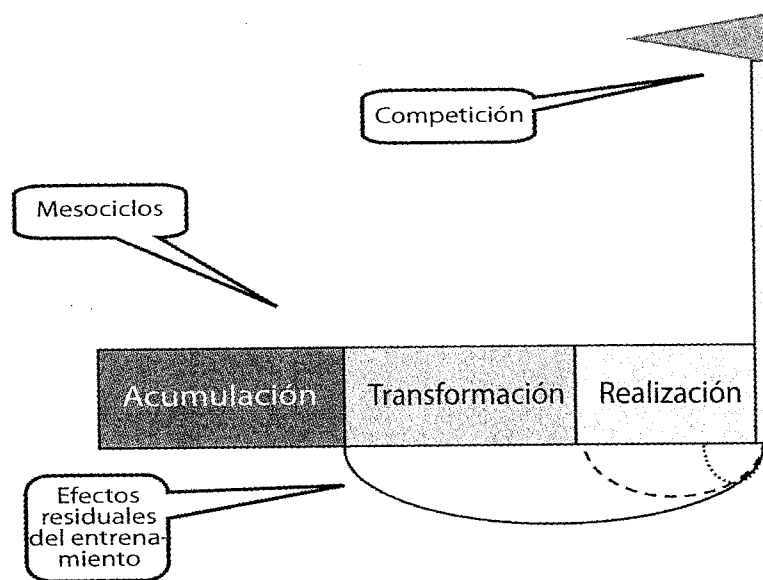 Competición
Mesociclos
Acumulación
Transformación
Realización
Efectos
residuales
del entrena-
miento